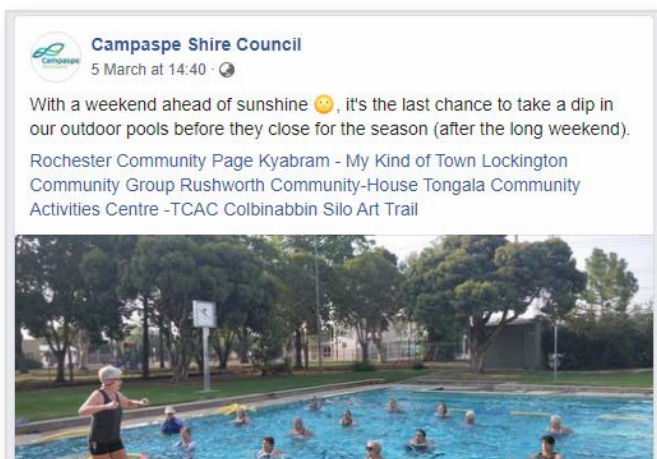 Campaspe Shire Council
Campaspe
5 March at 14:40 ·
With a weekend ahead of sunshine 😶, it's the last chance to take a dip in
our outdoor pools before they close for the season (after the long weekend).
Rochester Community Page Kyabram - My Kind of Town Lockington
Community Group Rushworth Community-House Tongala Community
Activities Centre -TCAC Colbinabbin Silo Art Trail